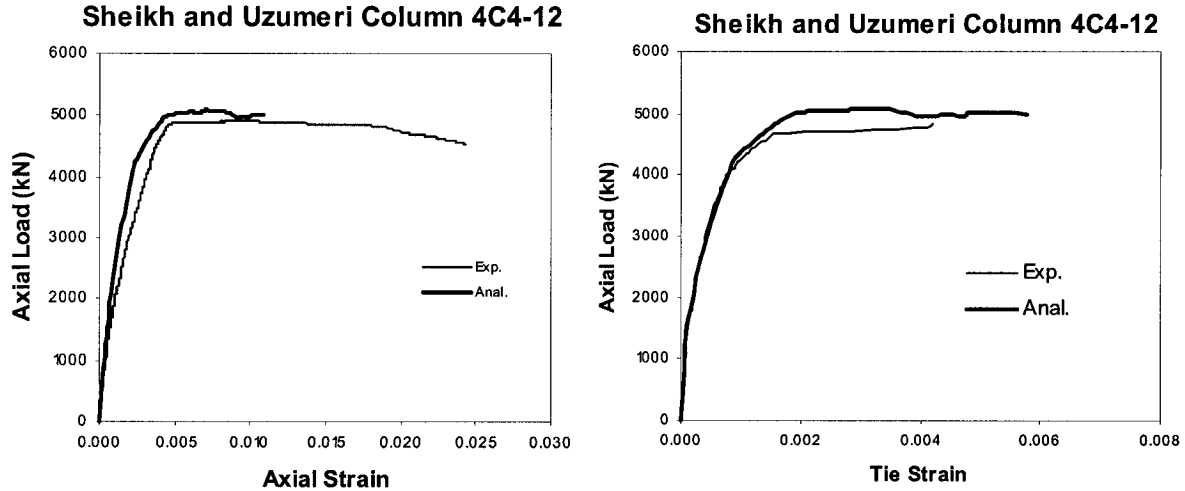 Sheikh and Uzumeri Column 4C4-12
6000
5000
4000
3000
2000
1000
0
Axial Load (kN)
Exp.
Anal.
0.000 0.005 0.010 0.015 0.020 0.025 0.030
Axial Strain
Sheikh and Uzumeri Column 4C4-12
6000
5000
4000
3000
2000
1000
0
Axial Load (kN)
Exp.
Anal.
0.000 0.002 0.004 0.006 0.008
Tie Strain